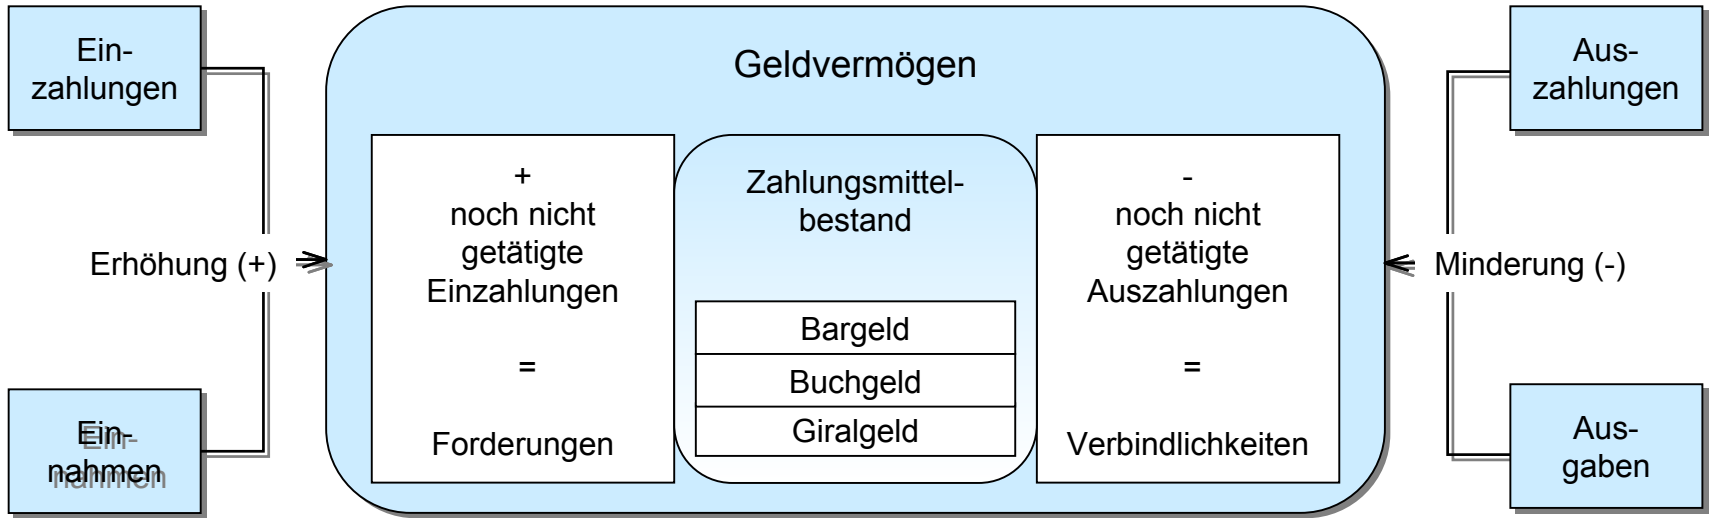 Ein-
zahlungen
Erhöhung (+)
Ein-
nahmen
Geldvermögen
+
noch nicht
getätigte
Einzahlungen
=
Forderungen
Zahlungsmittel-
bestand
Bargeld
Buchgeld
Giralgeld
-
noch nicht
getätigte
Auszahlungen
=
Verbindlichkeiten
Aus-
zahlungen
Minderung (-)
Aus-
gaben